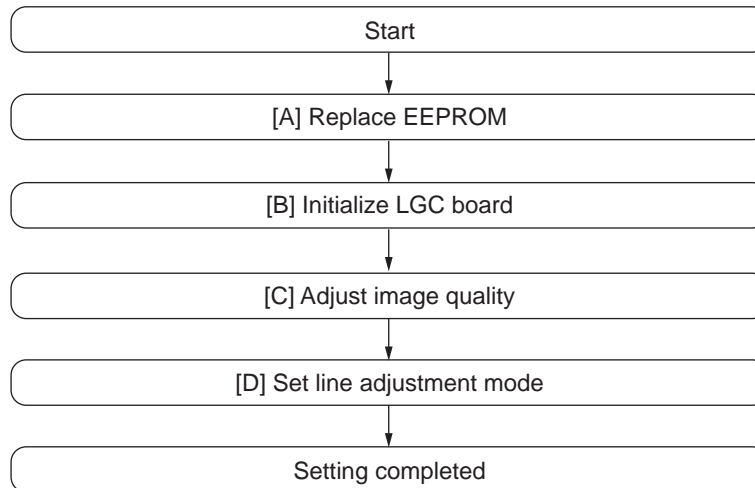 Start
[A] Replace EEPROM
[B] Initialize LGC board
[C] Adjust image quality
[D] Set line adjustment mode
Setting completed